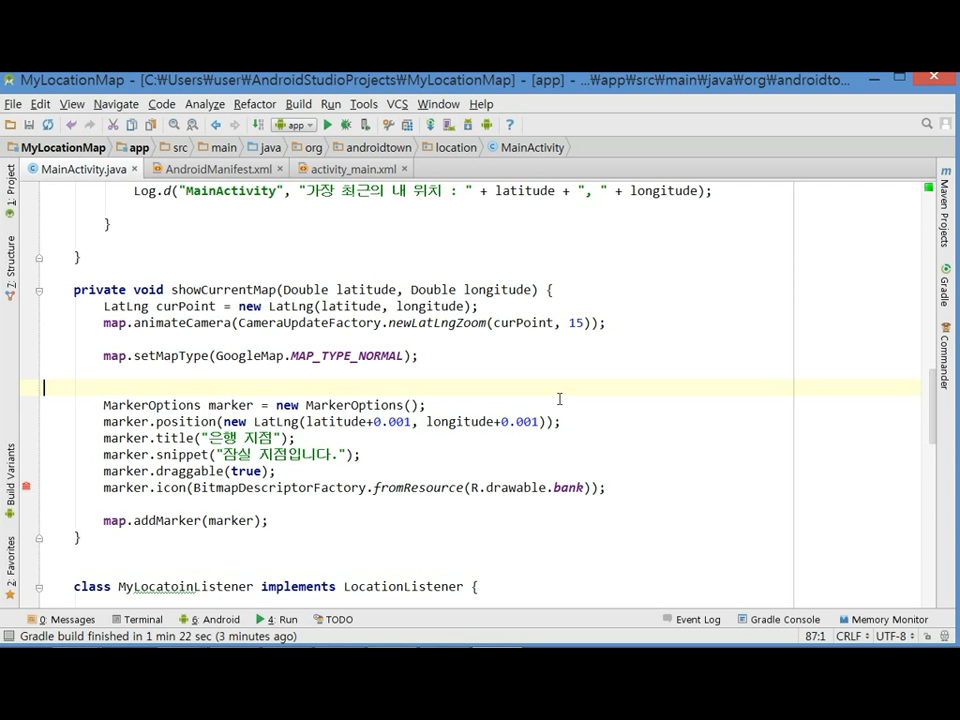 MyLocationMap - [C:₩Users₩user₩AndroidStudioProjects₩MyLocationMap] - [app] - ...₩app₩src₩main₩java₩org₩androidto...
File Edit View Navigate Code Analyze Refactor Build Run Tools VCS Window Help
app
MyLocationMap app src main java org androidtown location MainActivity
MainActivity.java × AndroidManifest.xml × activity_main.xml ×
1: Project
7: Structure
Build Variants
2: Favorites
Log.d("MainActivity", "가장 최근의 내 위치 : " + latitude + ", " + longitude);
}
}
private void showCurrentMap(Double latitude, Double longitude) {
LatLng curPoint = new LatLng(latitude, longitude);
map.animateCamera(CameraUpdateFactory.newLatLngZoom(curPoint, 15));
map.setMapType(GoogleMap.MAP_TYPE_NORMAL);
MarkerOptions marker = new MarkerOptions();
marker.position(new LatLng(latitude+0.001, longitude+0.001));
marker.title("은행 지점");
marker.snippet("잠실 지점입니다.");
marker.draggable(true);
marker.icon(BitmapDescriptorFactory.fromResource(R.drawable.bank));
map.addMarker(marker);
}
class MyLocatoinListener implements LocationListener {
Maven Projects
Gradle
Commander
0: Messages Terminal 6: Android 4: Run TODO Event Log Gradle Console Memory Monitor
Gradle build finished in 1 min 22 sec (3 minutes ago) 87:1 CRLF UTF-8